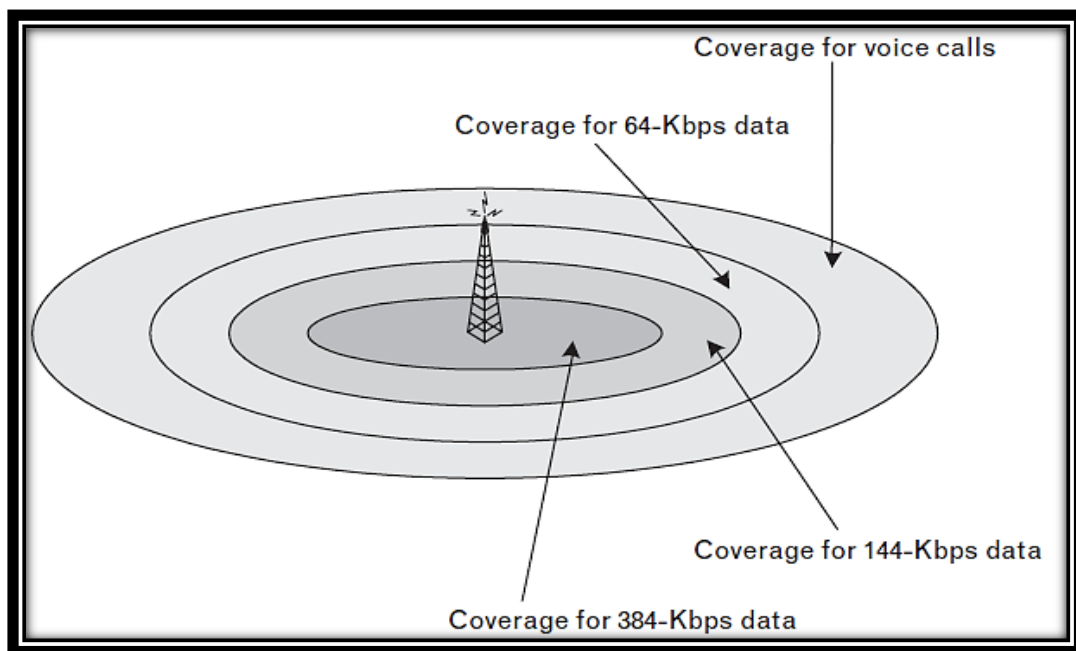 Coverage for voice calls
Coverage for 64-Kbps data
Coverage for 144-Kbps data
Coverage for 384-Kbps data